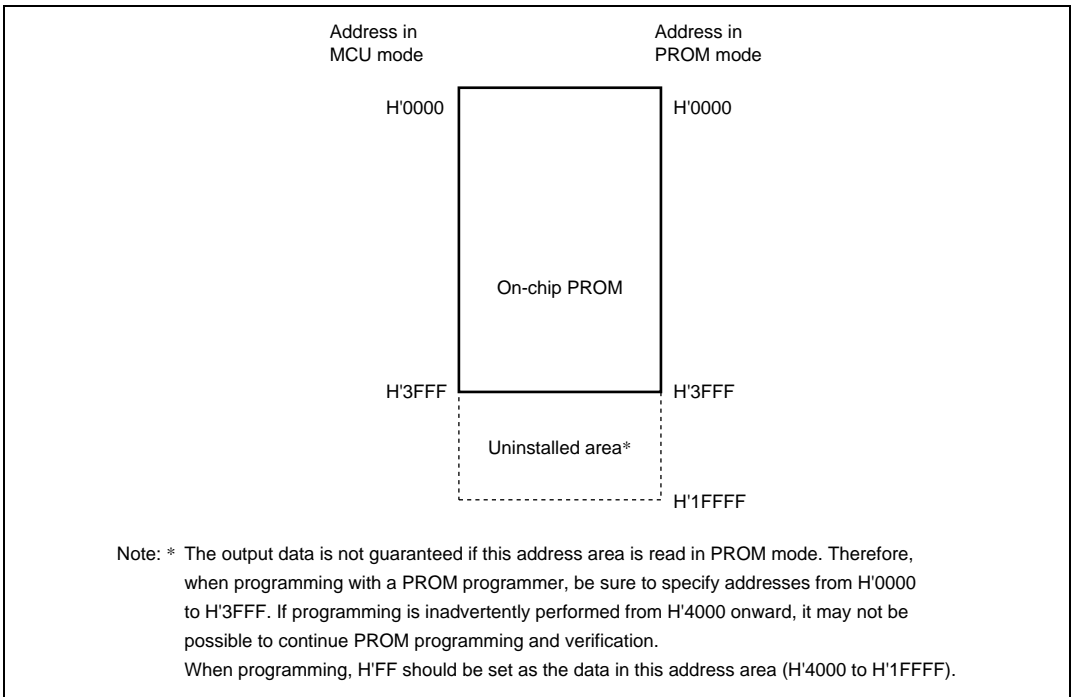 Address in MCU mode
Address in PROM mode
H'0000
H'0000
On-chip PROM
H'3FFF
H'3FFF
Uninstalled area*
H'1FFFF
Note: * The output data is not guaranteed if this address area is read in PROM mode. Therefore,
when programming with a PROM programmer, be sure to specify addresses from H'0000
to H'3FFF. If programming is inadvertently performed from H'4000 onward, it may not be
possible to continue PROM programming and verification.
When programming, H'FF should be set as the data in this address area (H'4000 to H'1FFFF).